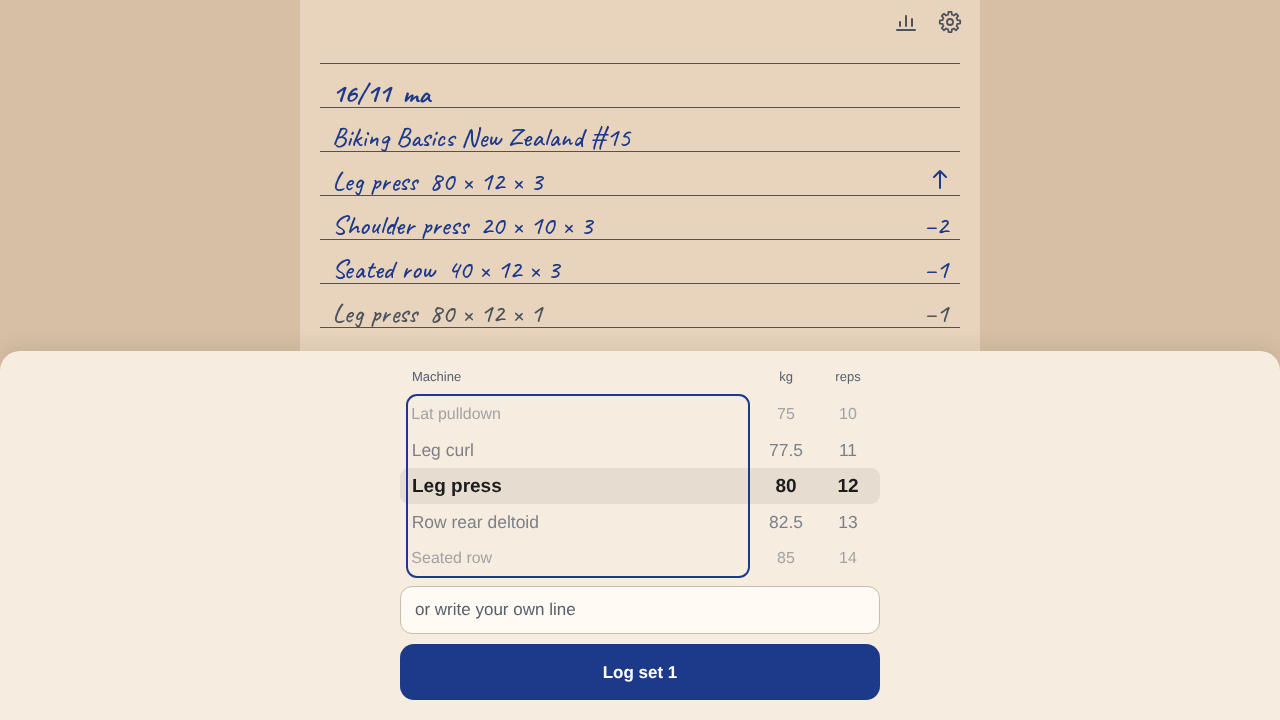 16/11 ma
Biking Basics New Zealand #15
Leg press 80 × 12 × 3 ↑
Shoulder press 20 × 10 × 3 –2
Seated row 40 × 12 × 3 –1
Leg press 80 × 12 × 1 –1
Machine kg reps
Lat pulldown 75 10
Leg curl 77.5 11
Leg press 80 12
Row rear deltoid 82.5 13
Seated row 85 14
or write your own line
Log set 1